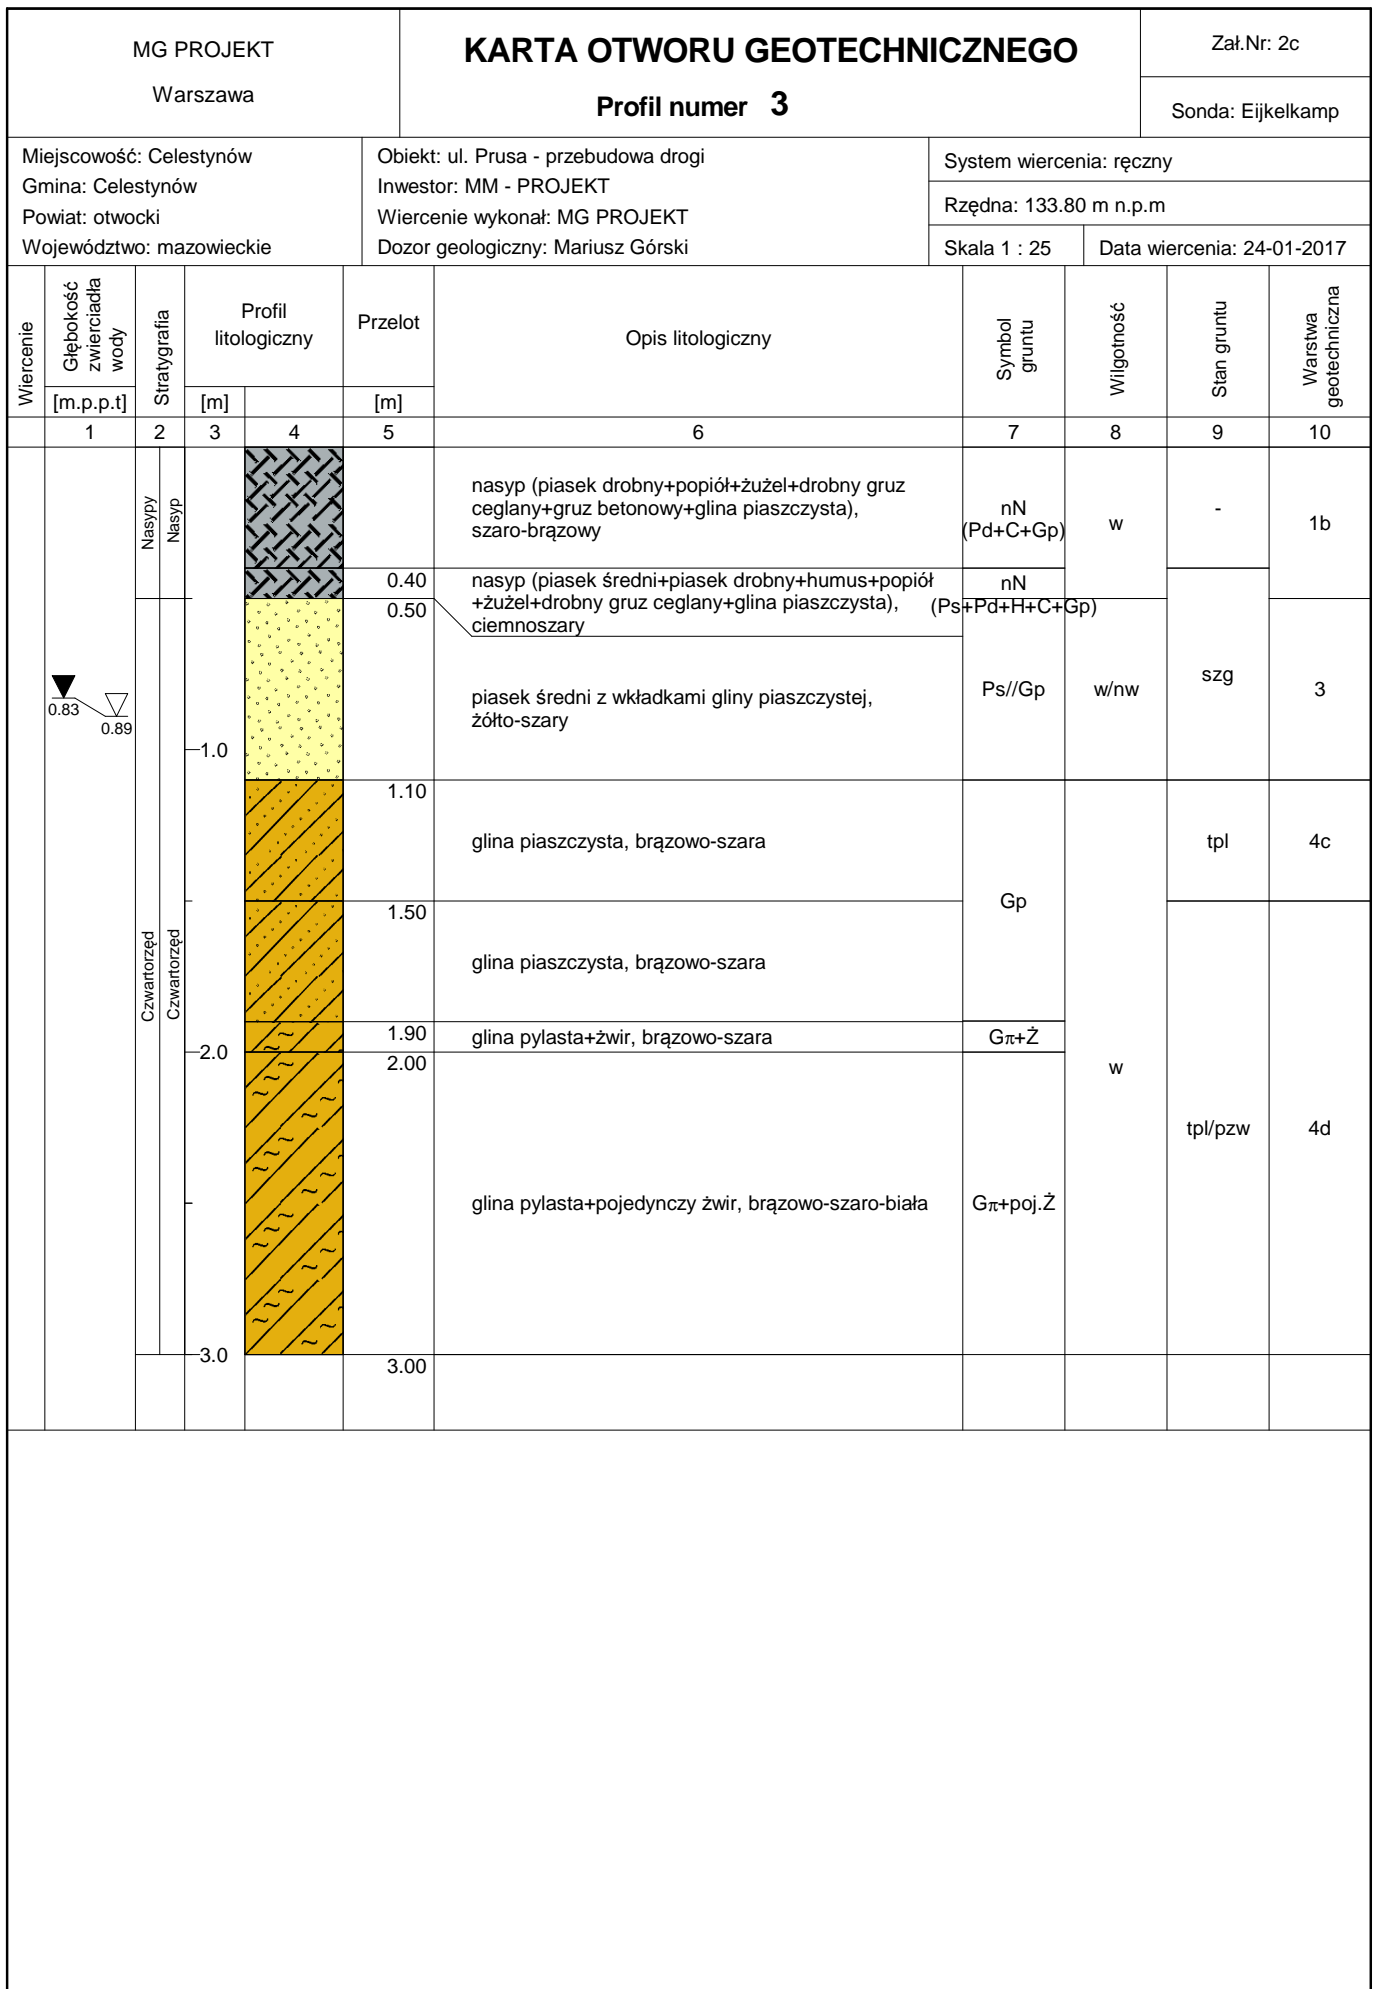 MG PROJEKT
Warszawa
KARTA OTWORU GEOTECHNICZNEGO
Profil numer 3
Zał.Nr: 2c
Sonda: Eijkelkamp
Miejscowość: Celestynów
Gmina: Celestynów
Powiat: otwocki
Województwo: mazowieckie
Obiekt: ul. Prusa - przebudowa drogi
Inwestor: MM - PROJEKT
Wiercenie wykonał: MG PROJEKT
Dozor geologiczny: Mariusz Górski
System wiercenia: ręczny
Rzędna: 133.80 m n.p.m
Skala 1 : 25
Data wiercenia: 24-01-2017
Wiercenie
Głębokość
zwierciadła
wody
[m.p.p.t]
Stratygrafia
Profil
litologiczny
[m]
Przelot
[m]
Opis litologiczny
Symbol
gruntu
Wilgotność
Stan gruntu
Warstwa
geotechniczna
1 2 3 4 5 6 7 8 9 10
Nasypy
Nasyp
nasyp (piasek drobny+popiół+żużel+drobny gruz
ceglany+gruz betonowy+glina piaszczysta),
szaro-brązowy
nN
(Pd+C+Gp)
w
-
1b
0.40
nasyp (piasek średni+piasek drobny+humus+popiół
+żużel+drobny gruz ceglany+glina piaszczysta),
ciemnoszary
nN
(Ps+Pd+H+C+Gp)
0.50
0.83
0.89
1.0
piasek średni z wkładkami gliny piaszczystej,
żółto-szary
Ps//Gp
w/nw
szg
3
1.10
glina piaszczysta, brązowo-szara
tpl
4c
Gp
1.50
glina piaszczysta, brązowo-szara
Czwartorzęd
Czwartorzęd
1.90
glina pylasta+żwir, brązowo-szara
Gπ+Ż
2.0
2.00
w
tpl/pzw
4d
glina pylasta+pojedynczy żwir, brązowo-szaro-biała
Gπ+poj.Ż
3.0
3.00